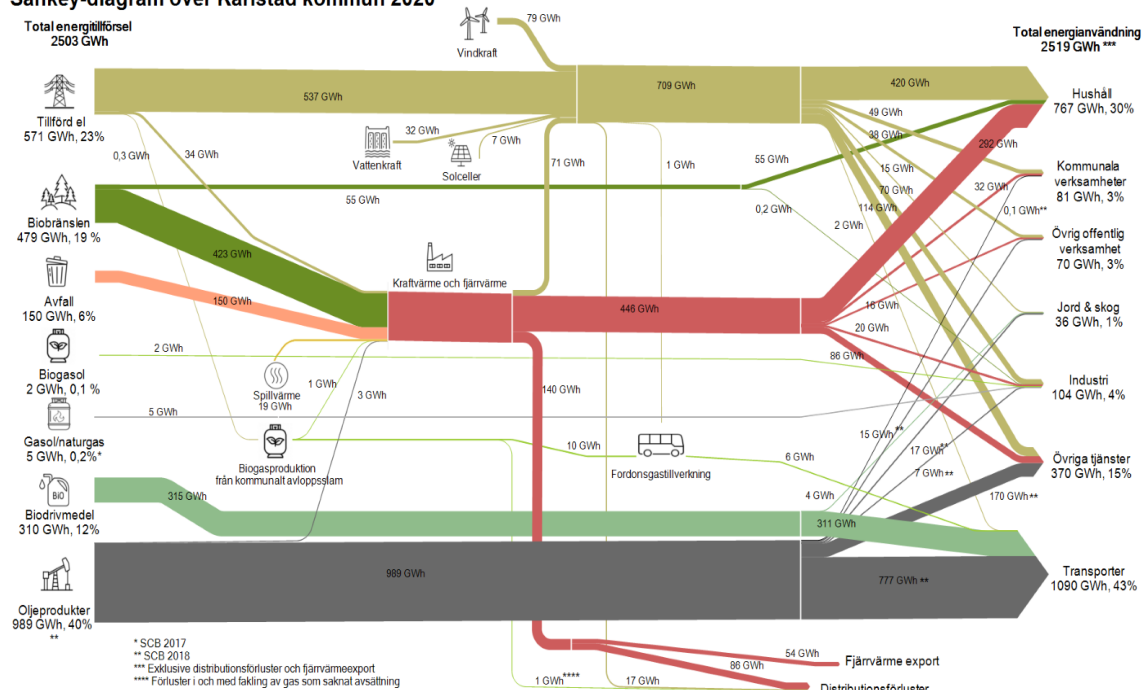 Sankey-diagram över Karlstad kommun 2020
Total energitillförsel
2503 GWh
Total energianvändning
2519 GWh ***
79 GWh
Vindkraft
537 GWh
709 GWh
420 GWh
Tillförd el
571 GWh, 23%
Hushåll
767 GWh, 30%
0,3 GWh
34 GWh
32 GWh
Vattenkraft
7 GWh
Solceller
71 GWh
1 GWh
55 GWh
49 GWh
38 GWh
292 GWh
15 GWh
70 GWh
32 GWh
Kommunala
verksamheter
81 GWh, 3%
55 GWh
0,2 GWh
114 GWh
2 GWh
0,1 GWh**
Biobränslen
479 GWh, 19 %
423 GWh
Övrig offentlig
verksamhet
70 GWh, 3%
Kraftvärme och fjärrvärme
Avfall
150 GWh, 6%
150 GWh
446 GWh
16 GWh
20 GWh
86 GWh
Jord & skog
36 GWh, 1%
2 GWh
Biogasol
2 GWh, 0,1 %
1 GWh
3 GWh
Spillvärme
19 GWh
140 GWh
Industri
104 GWh, 4%
5 GWh
Gasol/naturgas
5 GWh, 0,2%*
Biogasproduktion
från kommunalt avloppsslam
10 GWh
Fordonsgastillverkning
6 GWh
15 GWh **
17 GWh **
7 GWh **
Övriga tjänster
370 GWh, 15%
BiO
Biodrivmedel
310 GWh, 12%
315 GWh
4 GWh
170 GWh **
311 GWh
989 GWh
777 GWh **
Transporter
1090 GWh, 43%
Oljeprodukter
989 GWh, 40%
**
* SCB 2017
** SCB 2018
*** Exklusive distributionsförluster och fjärrvärmeexport
**** Förluster i och med fakling av gas som saknat avsättning
54 GWh
Fjärrvärme export
86 GWh
1 GWh****
17 GWh
Distributionsförluster